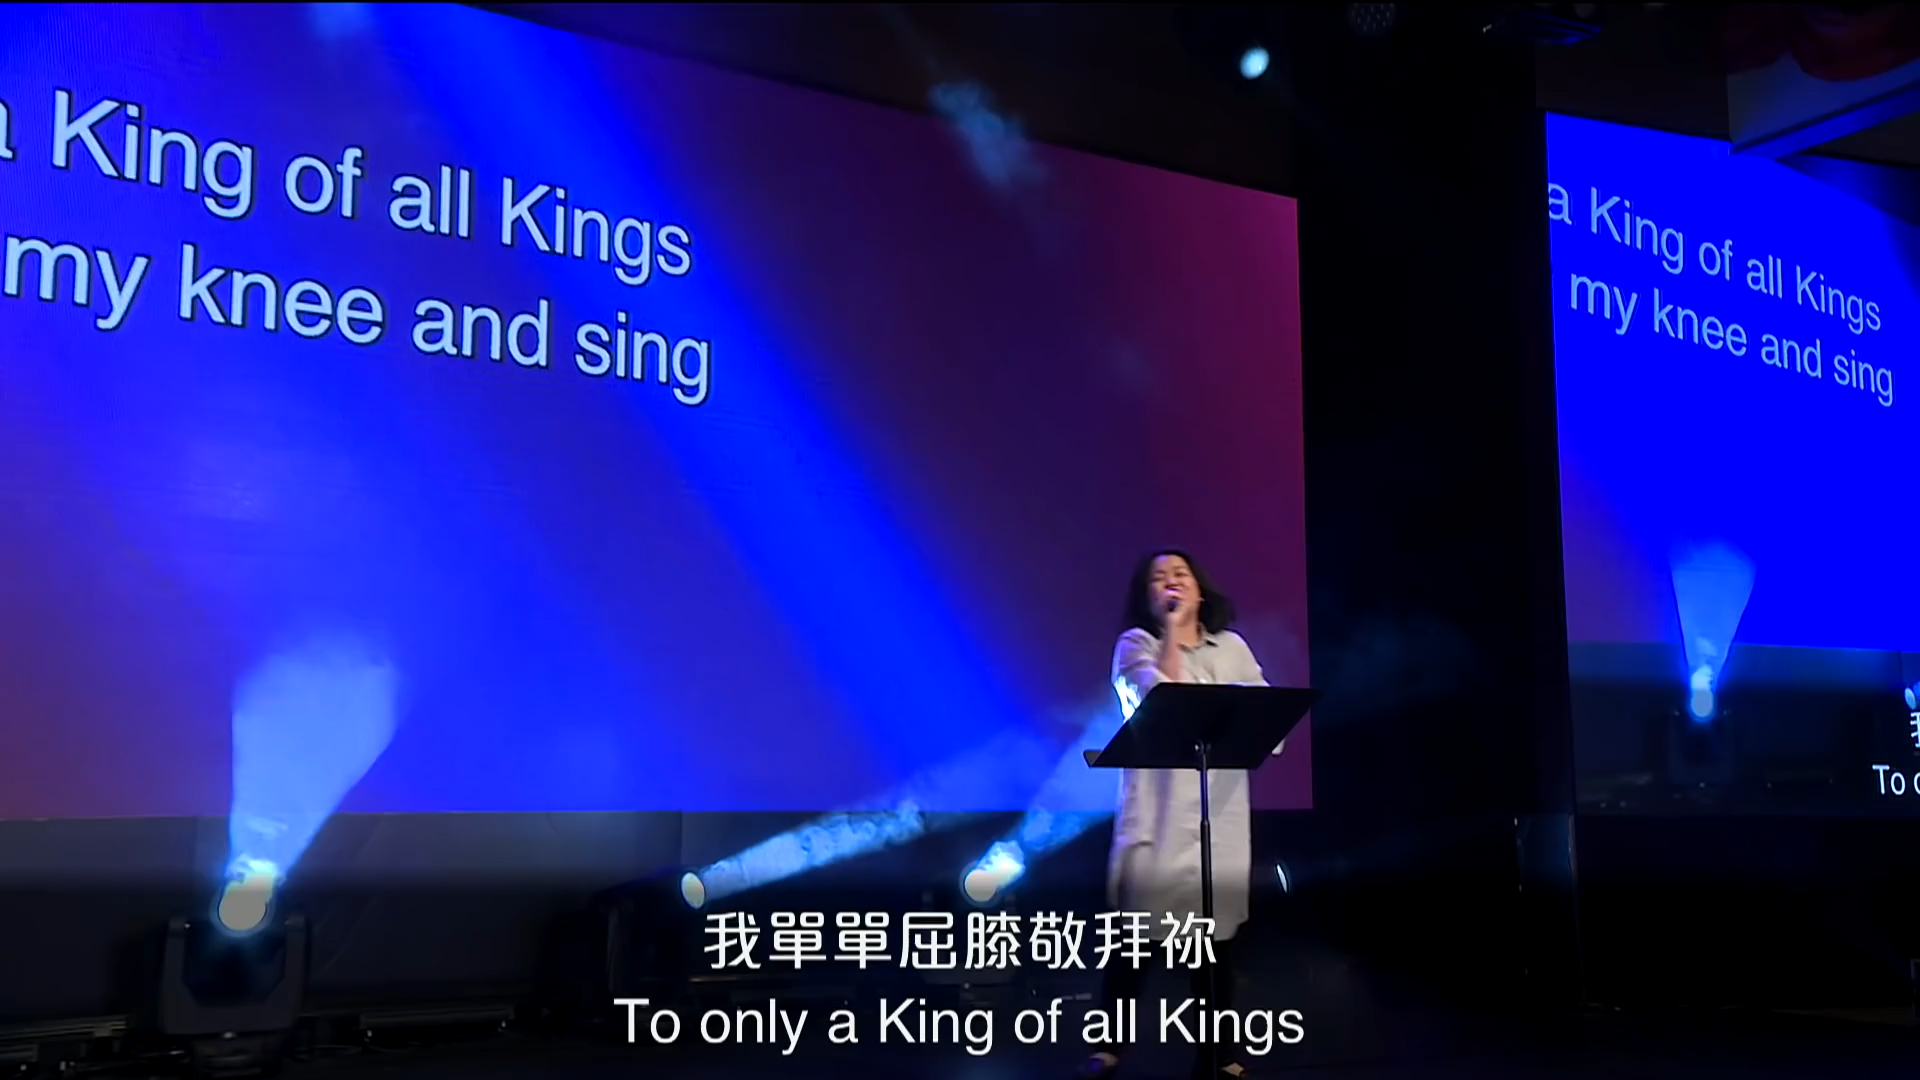 a King of all Kings
my knee and sing
a King of all Kings
my knee and sing
To
我單單屈膝敬拜祢
To only a King of all Kings